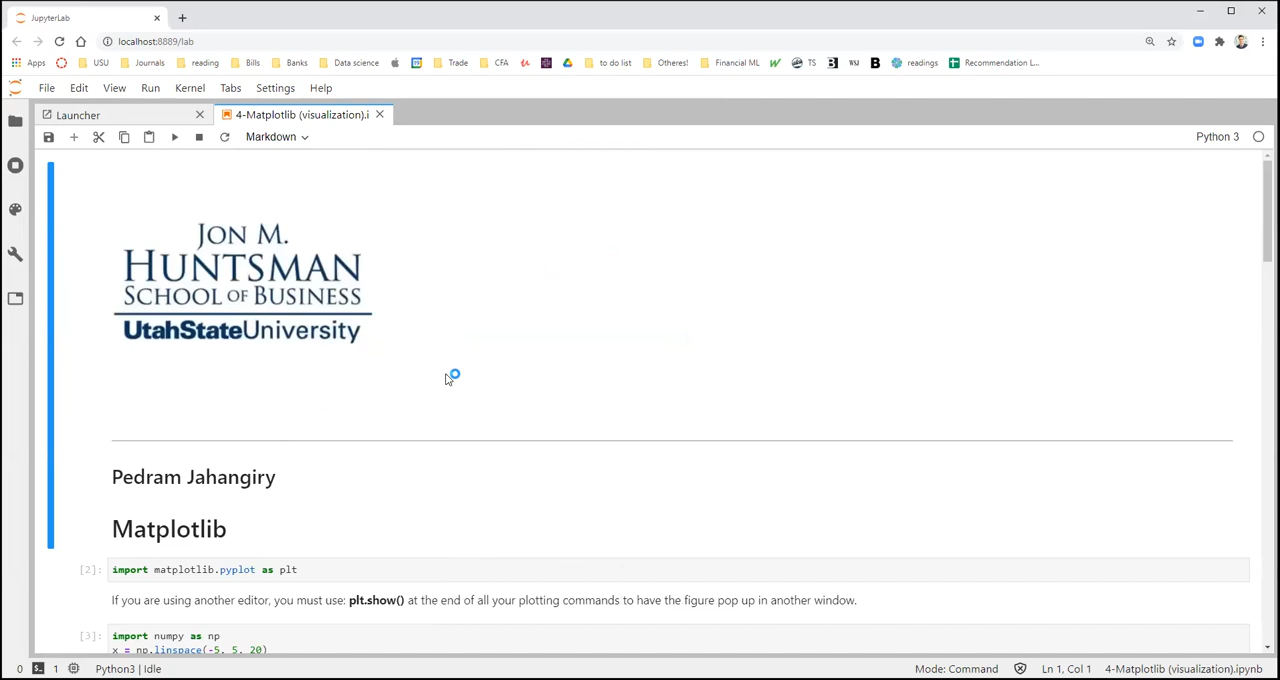 JupyterLab
localhost:8889/lab
Apps USU Journals reading Bills Banks Data science Trade CFA to do list Otheres! Financial ML TS WSJ B readings Recommendation L...
File Edit View Run Kernel Tabs Settings Help
Launcher 4-Matplotlib (visualization).i
Markdown Python 3
JON M.
HUNTSMAN
SCHOOL OF BUSINESS
UtahStateUniversity
Pedram Jahangiry
Matplotlib
[2]: import matplotlib.pyplot as plt
If you are using another editor, you must use: plt.show() at the end of all your plotting commands to have the figure pop up in another window.
[3]: import numpy as np
x = np.linspace(-5, 5, 20)
0 1 Python3 | Idle Mode: Command Ln 1, Col 1 4-Matplotlib (visualization).ipynb